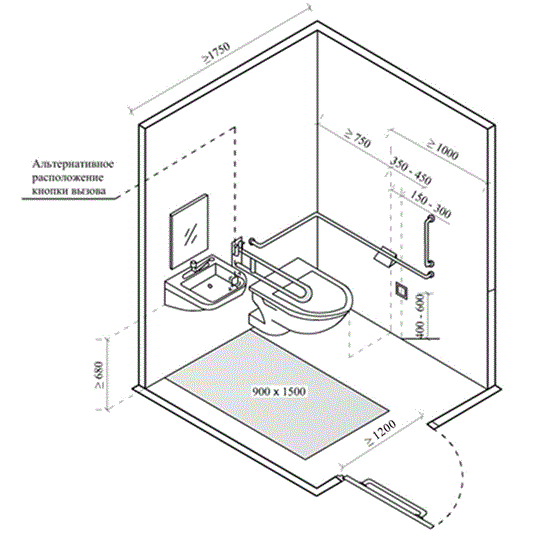 ≥1750
≥ 750
≥ 1000
350 - 450
150 - 300
Альтернативное
расположение
кнопки вызова
400 - 600
≥ 680
900 x 1500
≥1200